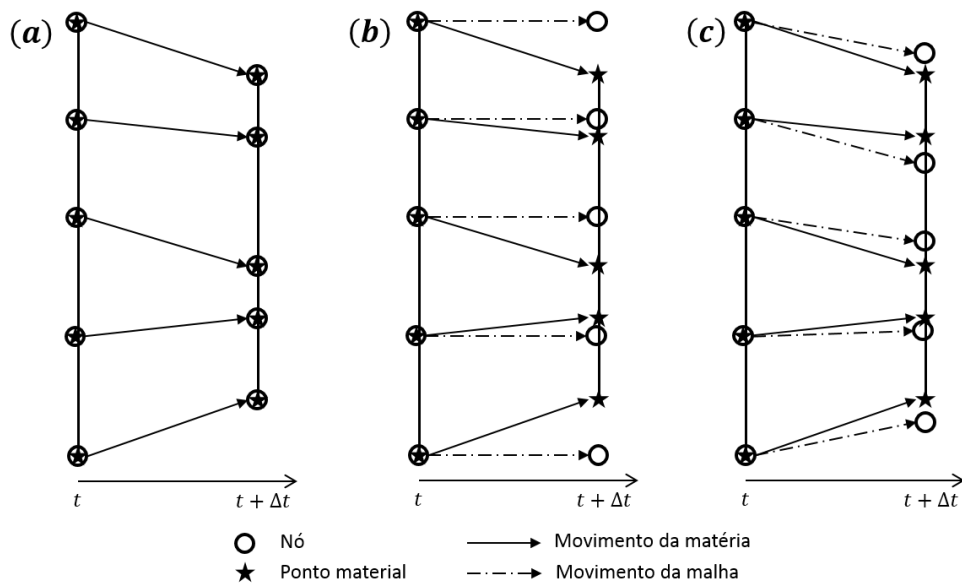 (a)
(b)
(c)
t
t + Δt
t
t + Δt
t
t + Δt
Nó
Movimento da matéria
Ponto material
Movimento da malha